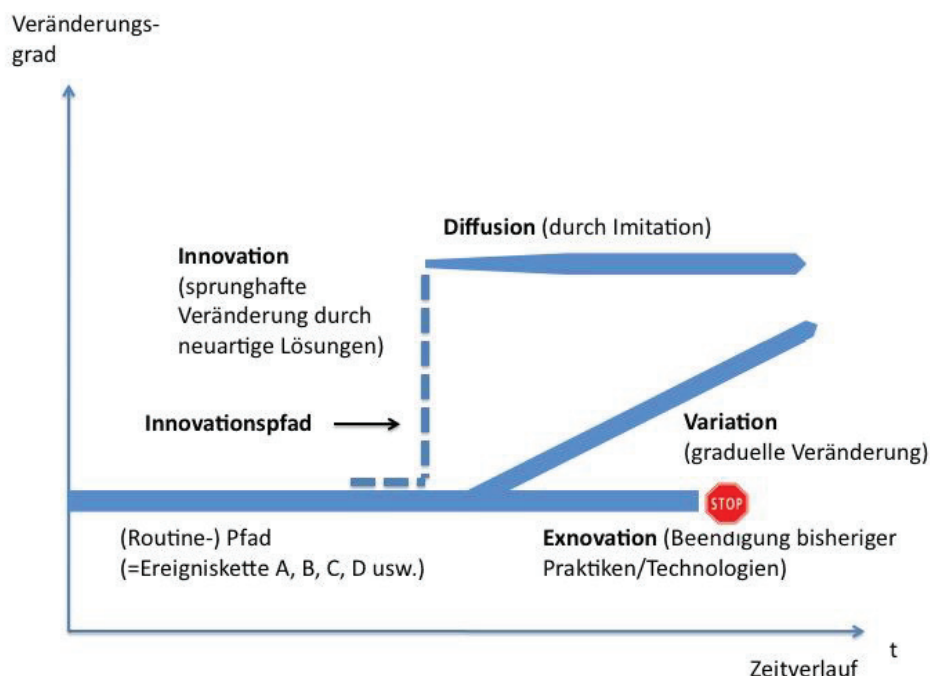 Veränderungs-
grad
Diffusion (durch Imitation)
Innovation
(sprunghafte
Veränderung durch
neuartige Lösungen)
Innovationspfad
Variation
(graduelle Veränderung)
STOP
(Routine-) Pfad
(=Ereigniskette A, B, C, D usw.)
Exnovation (Beendigung bisheriger
Praktiken/Technologien)
t
Zeitverlauf